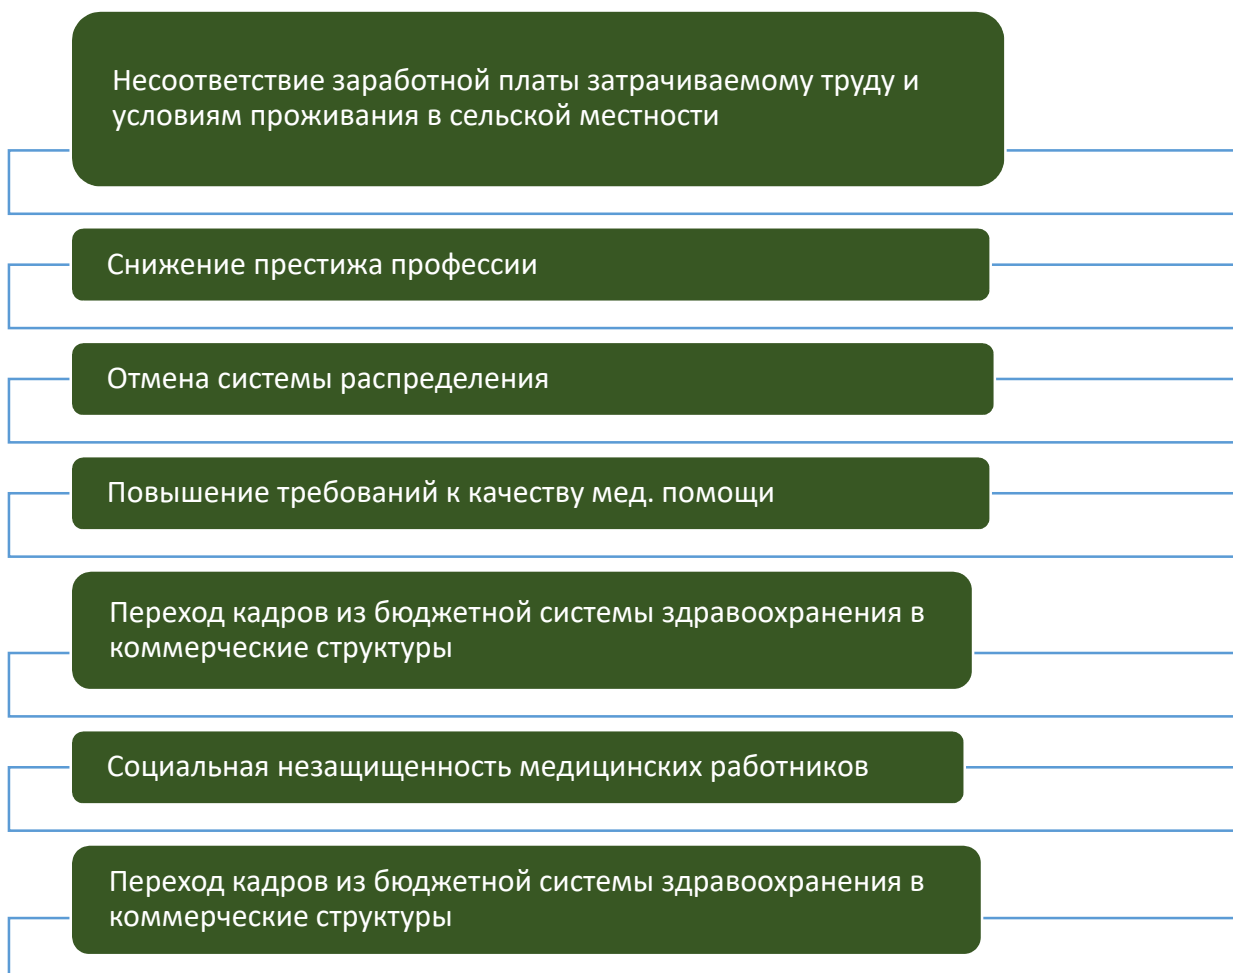 Несоответствие заработной платы затрачиваемому труду и
условиям проживания в сельской местности
Снижение престижа профессии
Отмена системы распределения
Повышение требований к качеству мед. помощи
Переход кадров из бюджетной системы здравоохранения в
коммерческие структуры
Социальная незащищенность медицинских работников
Переход кадров из бюджетной системы здравоохранения в
коммерческие структуры